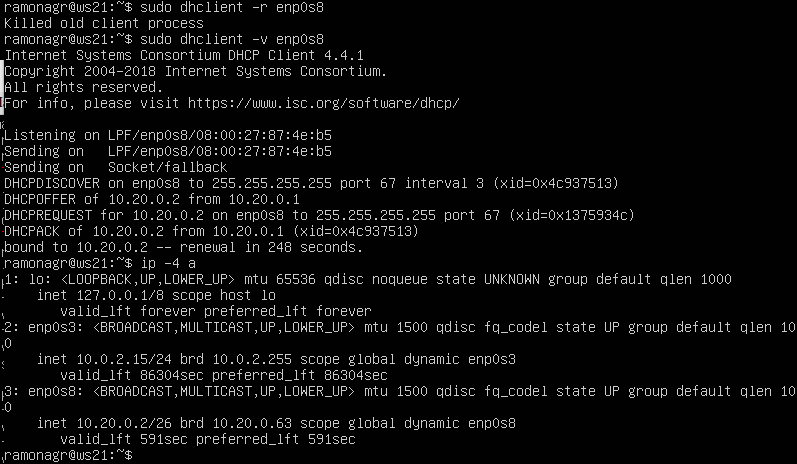 ramonagr@ws21:~$ sudo dhclient -r enp0s8
Killed old client process
ramonagr@ws21:~$ sudo dhclient -v enp0s8
Internet Systems Consortium DHCP Client 4.4.1
Copyright 2004-2018 Internet Systems Consortium.
All rights reserved.
For info, please visit https://www.isc.org/software/dhcp/

Listening on LPF/enp0s8/08:00:27:87:4e:b5
Sending on   LPF/enp0s8/08:00:27:87:4e:b5
Sending on   Socket/fallback
DHCPDISCOVER on enp0s8 to 255.255.255.255 port 67 interval 3 (xid=0x4c937513)
DHCPOFFER of 10.20.0.2 from 10.20.0.1
DHCPREQUEST for 10.20.0.2 on enp0s8 to 255.255.255.255 port 67 (xid=0x1375934c)
DHCPACK of 10.20.0.2 from 10.20.0.1 (xid=0x4c937513)
bound to 10.20.0.2 -- renewal in 248 seconds.
ramonagr@ws21:~$ ip -4 a
1: lo: <LOOPBACK,UP,LOWER_UP> mtu 65536 qdisc noqueue state UNKNOWN group default qlen 1000
    inet 127.0.0.1/8 scope host lo
       valid_lft forever preferred_lft forever
2: enp0s3: <BROADCAST,MULTICAST,UP,LOWER_UP> mtu 1500 qdisc fq_codel state UP group default qlen 10
0
    inet 10.0.2.15/24 brd 10.0.2.255 scope global dynamic enp0s3
       valid_lft 86304sec preferred_lft 86304sec
3: enp0s8: <BROADCAST,MULTICAST,UP,LOWER_UP> mtu 1500 qdisc fq_codel state UP group default qlen 10
0
    inet 10.20.0.2/26 brd 10.20.0.63 scope global dynamic enp0s8
       valid_lft 591sec preferred_lft 591sec
ramonagr@ws21:~$